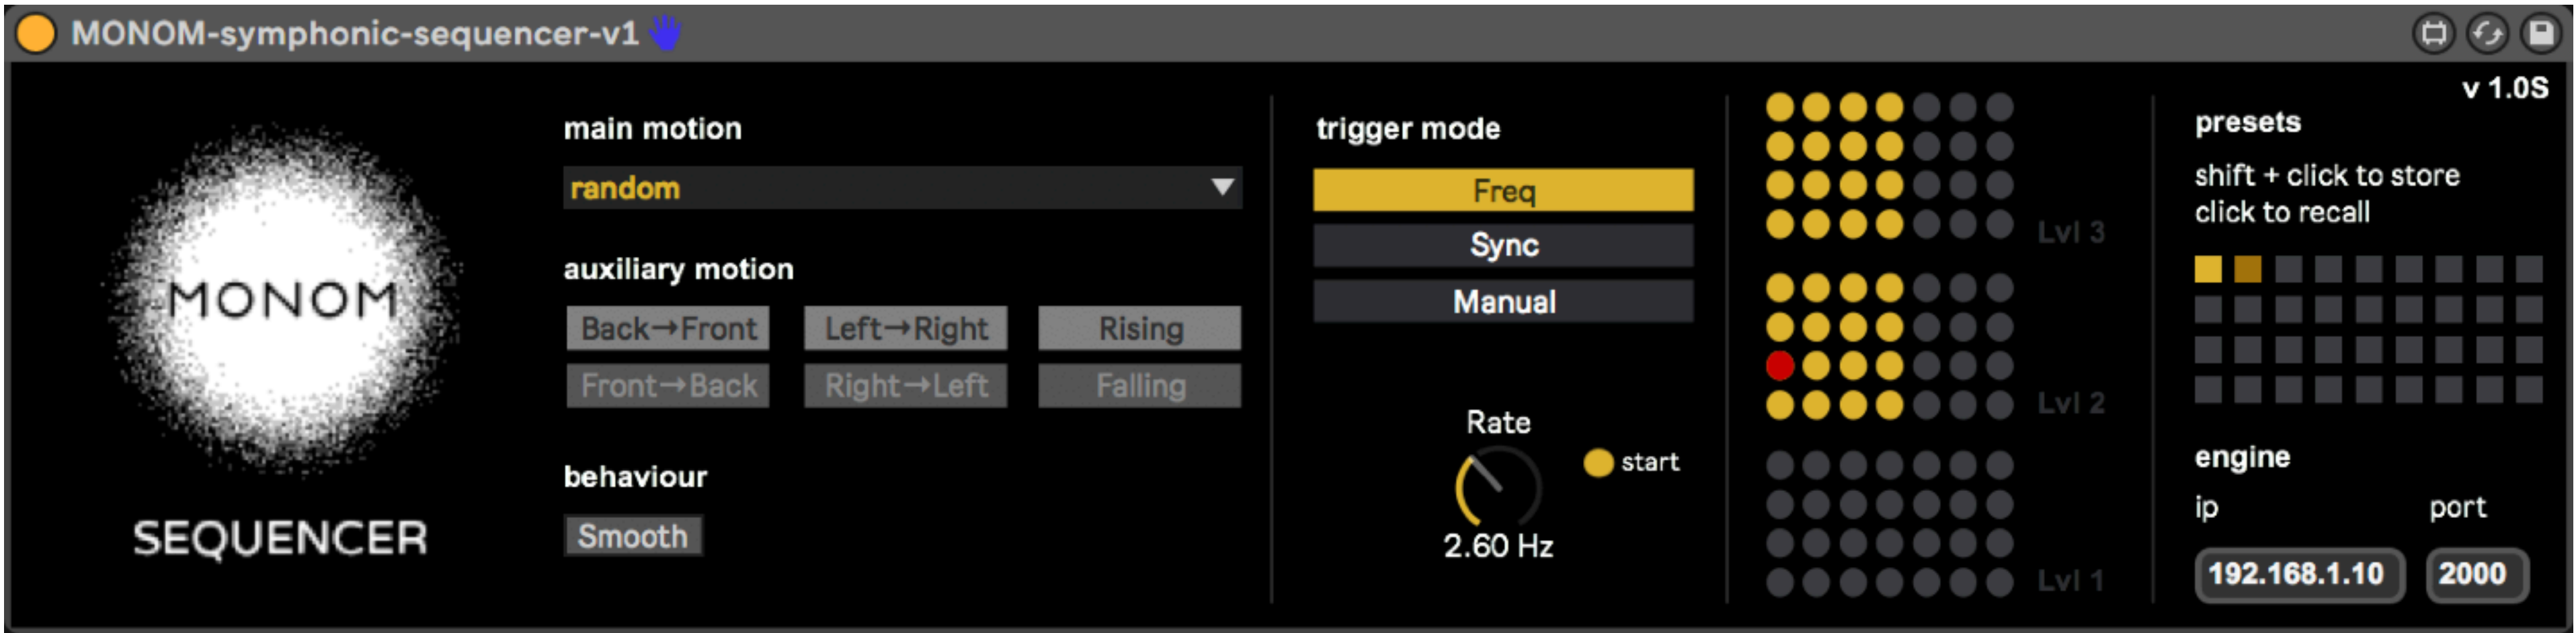 MONOM-symphonic-sequencer-v1
MONOM
SEQUENCER
main motion
random
auxiliary motion
Back→Front Left→Right Rising
Front→Back Right→Left Falling
behaviour
Smooth
trigger mode
Freq
Sync
Manual
Rate
start
2.60 Hz
Lvl 3
Lvl 2
Lvl 1
v 1.0S
presets
shift + click to store
click to recall
engine
ip port
192.168.1.10 2000